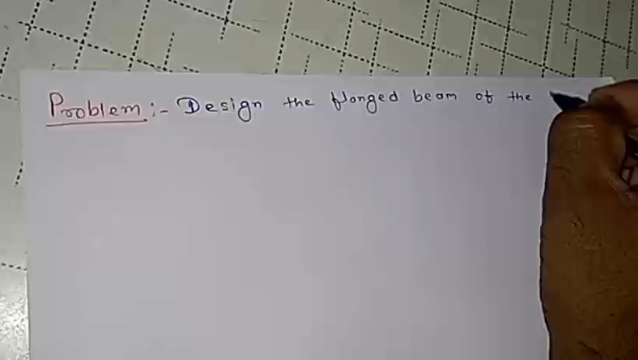 Problem :- Design the flanged beam of the